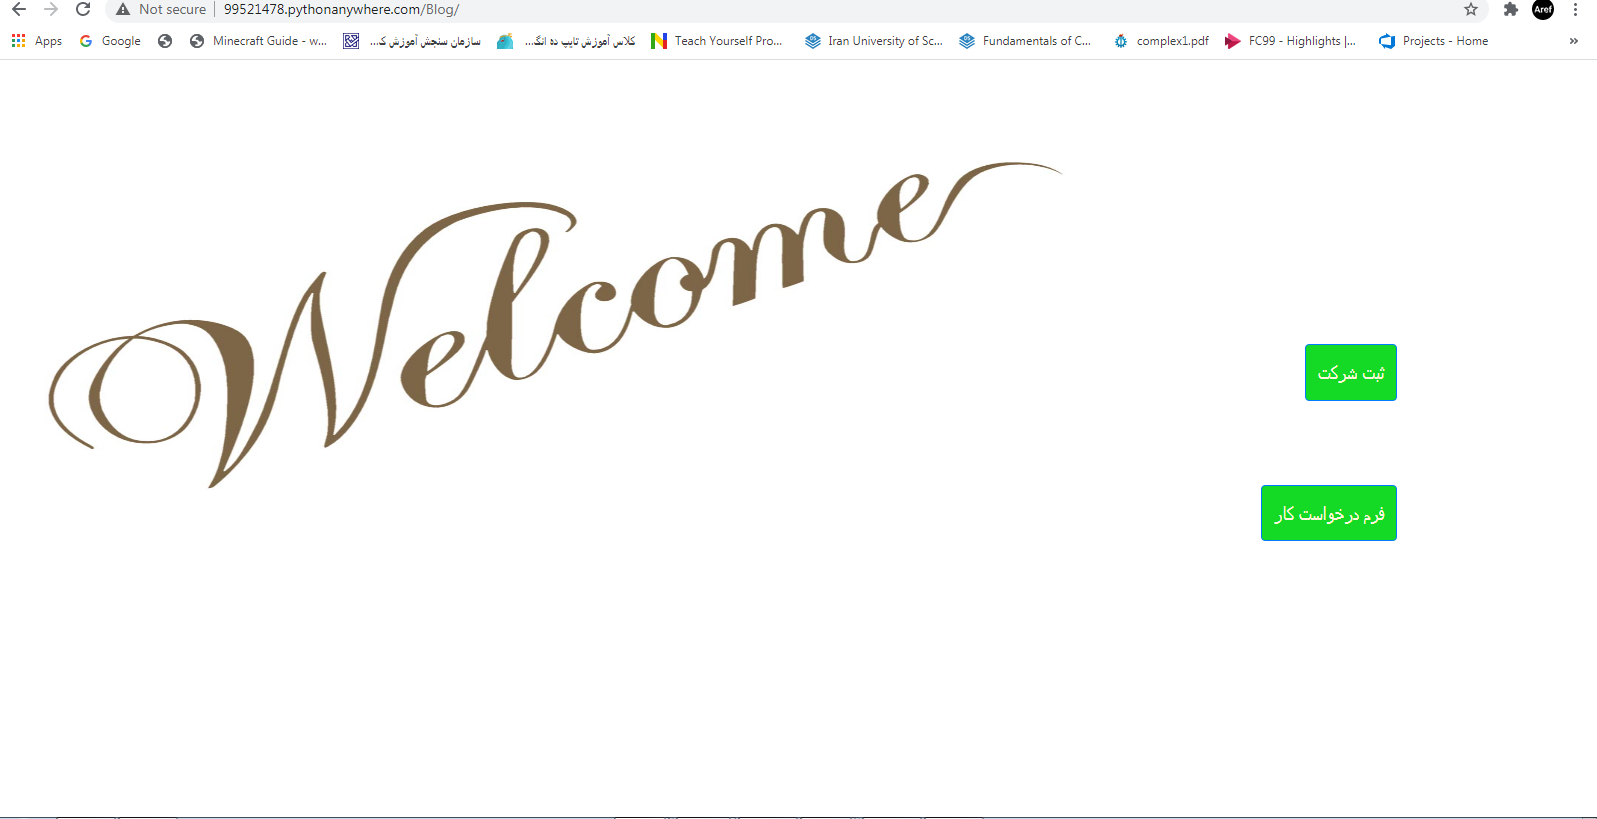 Not secure 99521478.pythonanywhere.com/Blog/ Aref
Apps Google Minecraft Guide - w... سازمان سنجش آموزش ک... کلاس آموزش تایپ ده انگ... Teach Yourself Pro... Iran University of Sc... Fundamentals of C... complex1.pdf FC99 - Highlights |... Projects - Home »
Welcome
ثبت شرکت
فرم درخواست کار